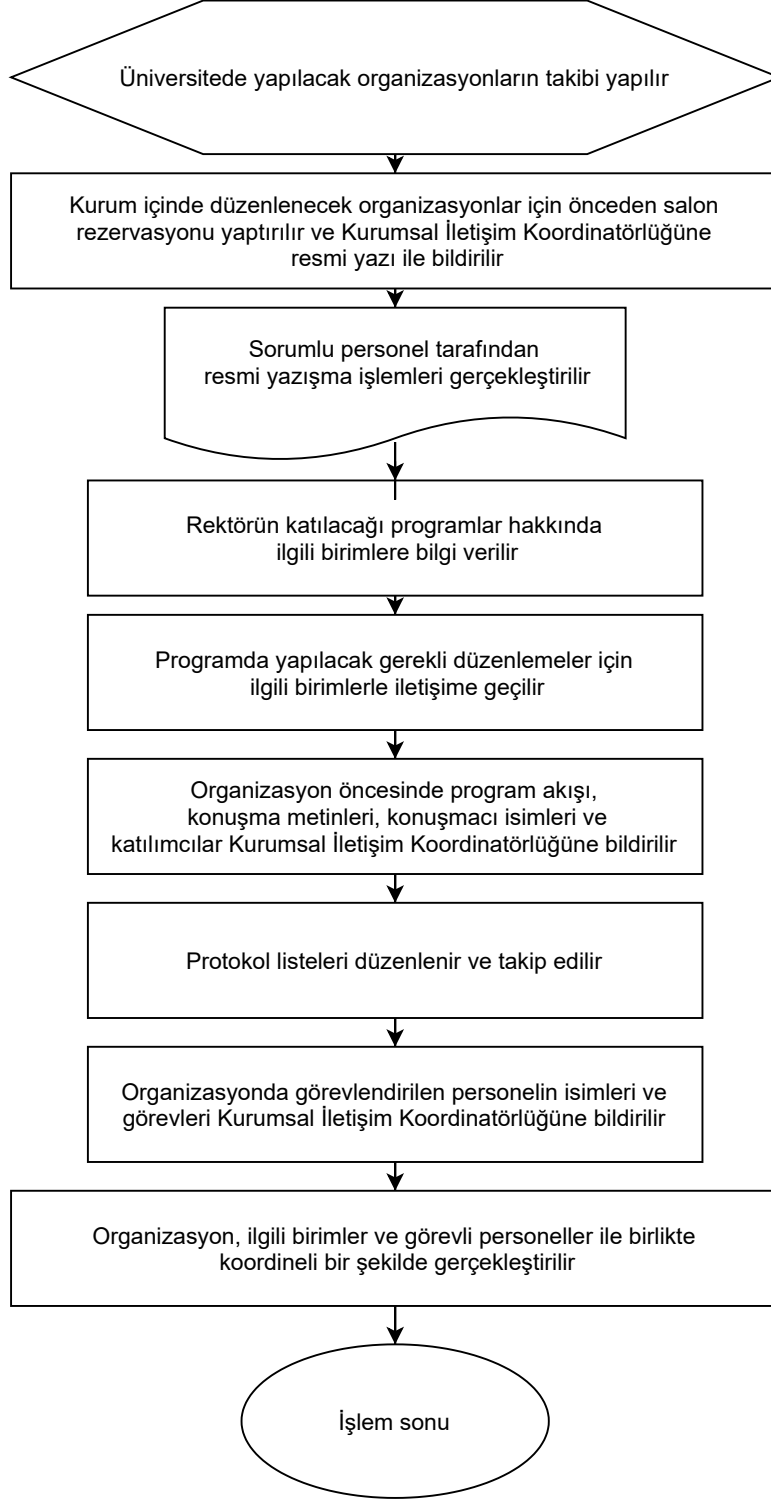 Üniversitede yapılacak organizasyonların takibi yapılır
Kurum içinde düzenlenecek organizasyonlar için önceden salon
rezervasyonu yaptırılır ve Kurumsal İletişim Koordinatörlüğüne
resmi yazı ile bildirilir
Sorumlu personel tarafından
resmi yazışma işlemleri gerçekleştirilir
Rektörün katılacağı programlar hakkında
ilgili birimlere bilgi verilir
Programda yapılacak gerekli düzenlemeler için
ilgili birimlerle iletişime geçilir
Organizasyon öncesinde program akışı,
konuşma metinleri, konuşmacı isimleri ve
katılımcılar Kurumsal İletişim Koordinatörlüğüne bildirilir
Protokol listeleri düzenlenir ve takip edilir
Organizasyonda görevlendirilen personelin isimleri ve
görevleri Kurumsal İletişim Koordinatörlüğüne bildirilir
Organizasyon, ilgili birimler ve görevli personeller ile birlikte
koordineli bir şekilde gerçekleştirilir
İşlem sonu